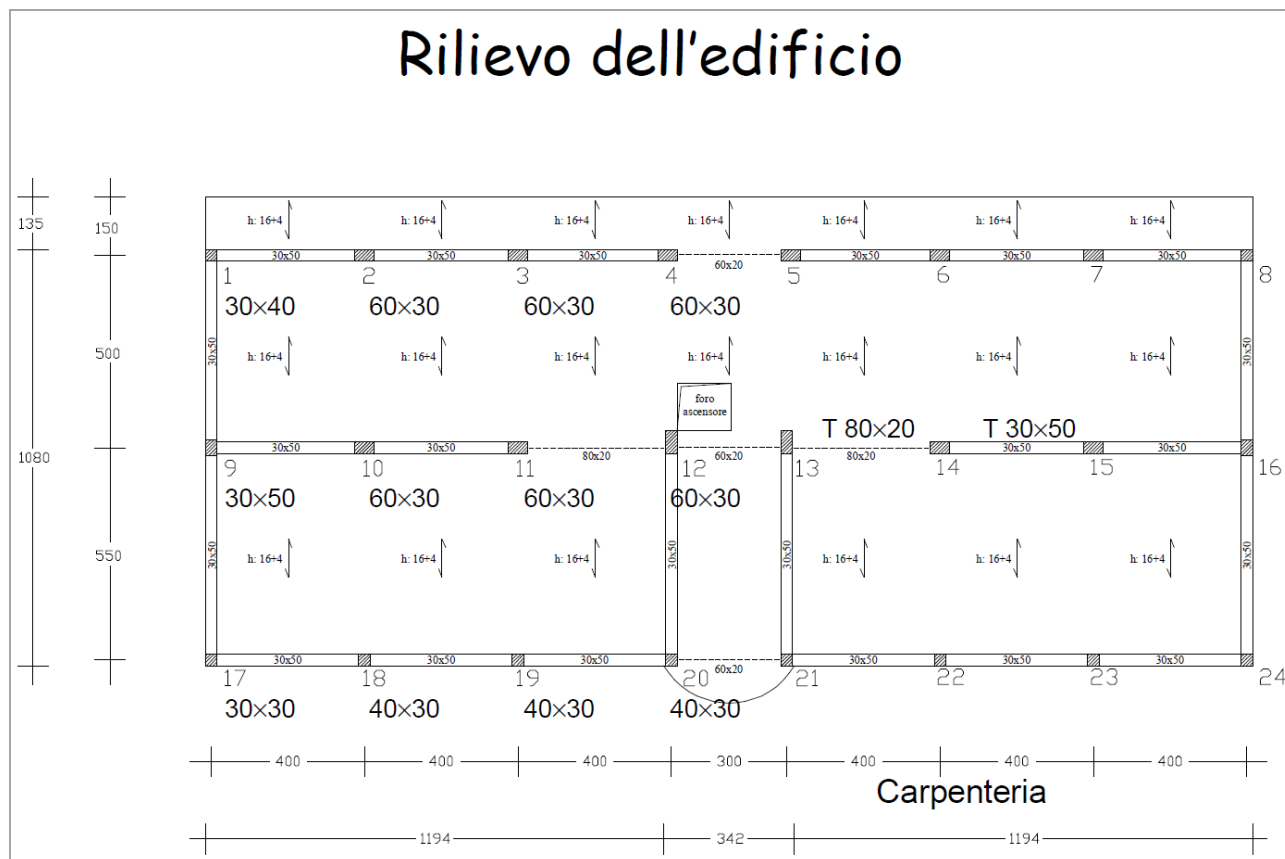 Rilievo dell'edificio
135 150 h: 16+4 h: 16+4 h: 16+4 h: 16+4 h: 16+4 h: 16+4 h: 16+4
30x50 30x50 30x50 60x20 30x50 30x50 30x50
1 2 3 4 5 6 7 8
30×40 60×30 60×30 60×30
500 30x50 h: 16+4 h: 16+4 h: 16+4 h: 16+4 h: 16+4 h: 16+4 h: 16+4 30x50
foro
ascensore
T 80×20 T 30×50
1080 30x50 30x50 80x20 60x20 80x20 30x50 30x50
9 10 11 12 13 14 15 16
30×50 60×30 60×30 60×30
550 30x50 h: 16+4 h: 16+4 h: 16+4 30x50 30x50 h: 16+4 h: 16+4 h: 16+4 30x50
30x50 30x50 30x50 60x20 30x50 30x50 30x50
17 18 19 20 21 22 23 24
30×30 40×30 40×30 40×30
400 400 400 300 400 400 400
Carpenteria
1194 342 1194